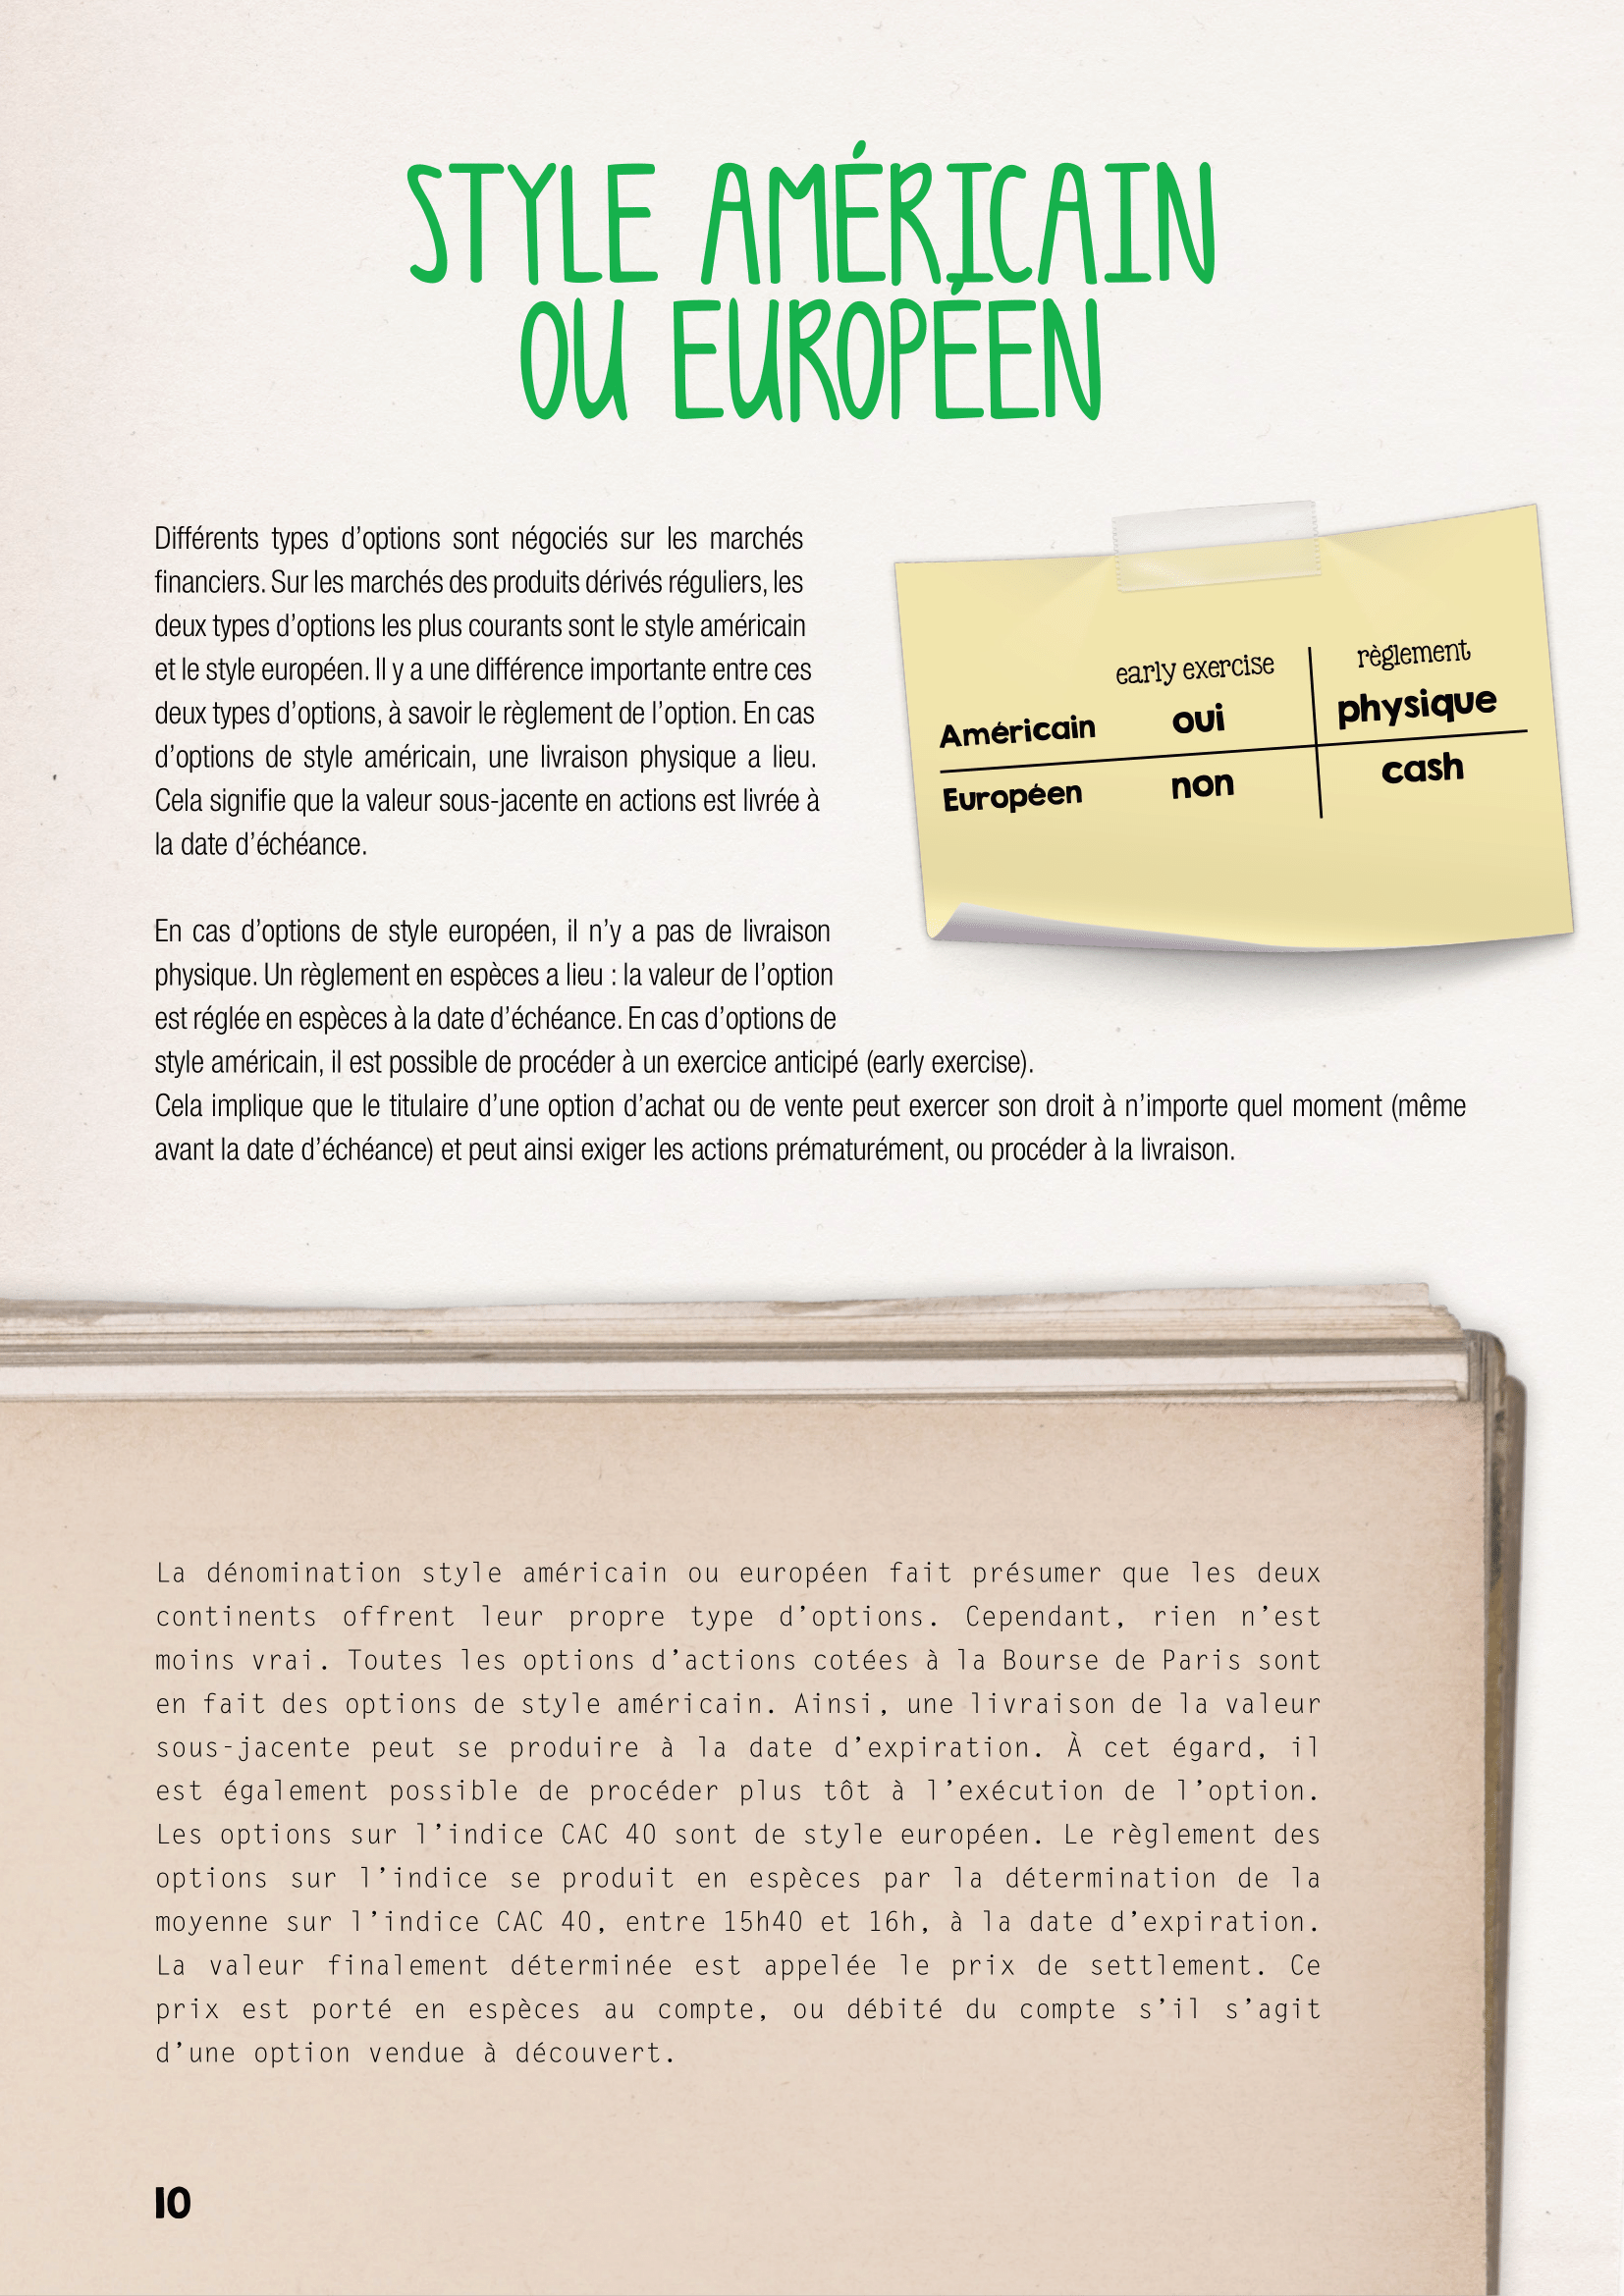 STYLE AMÉRICAIN
OU EUROPÉEN
Différents types d’options sont négociés sur les marchés
financiers. Sur les marchés des produits dérivés réguliers, les
deux types d’options les plus courants sont le style américain
et le style européen. Il y a une différence importante entre ces
deux types d’options, à savoir le règlement de l’option. En cas
d’options de style américain, une livraison physique a lieu.
Cela signifie que la valeur sous-jacente en actions est livrée à
la date d’échéance.
En cas d’options de style européen, il n’y a pas de livraison
physique. Un règlement en espèces a lieu : la valeur de l’option
est réglée en espèces à la date d’échéance. En cas d’options de
style américain, il est possible de procéder à un exercice anticipé (early exercise).
Cela implique que le titulaire d’une option d’achat ou de vente peut exercer son droit à n’importe quel moment (même
avant la date d’échéance) et peut ainsi exiger les actions prématurément, ou procéder à la livraison.
early exercise règlement
Américain oui physique
Européen non cash
La dénomination style américain ou européen fait présumer que les deux
continents offrent leur propre type d’options. Cependant, rien n’est
moins vrai. Toutes les options d’actions cotées à la Bourse de Paris sont
en fait des options de style américain. Ainsi, une livraison de la valeur
sous-jacente peut se produire à la date d’expiration. À cet égard, il
est également possible de procéder plus tôt à l’exécution de l’option.
Les options sur l’indice CAC 40 sont de style européen. Le règlement des
options sur l’indice se produit en espèces par la détermination de la
moyenne sur l’indice CAC 40, entre 15h40 et 16h, à la date d’expiration.
La valeur finalement déterminée est appelée le prix de settlement. Ce
prix est porté en espèces au compte, ou débité du compte s’il s’agit
d’une option vendue à découvert.
10